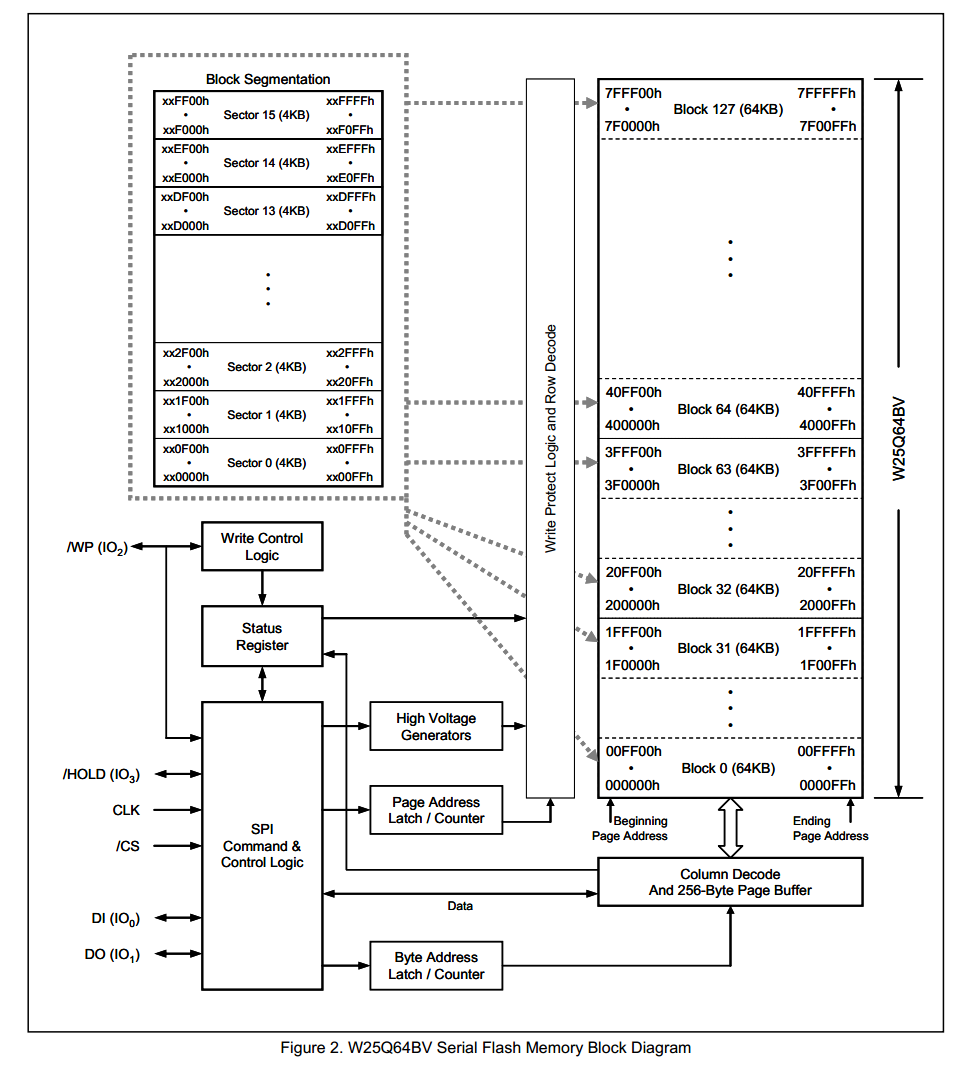 Block Segmentation
xxFF00h xxFFFFh
• Sector 15 (4KB) •
xxF000h xxF0FFh
xxEF00h xxEFFFh
• Sector 14 (4KB) •
xxE000h xxE0FFh
xxDF00h xxDFFFh
• Sector 13 (4KB) •
xxD000h xxD0FFh
•
•
•
xx2F00h xx2FFFh
• Sector 2 (4KB) •
xx2000h xx20FFh
xx1F00h xx1FFFh
• Sector 1 (4KB) •
xx1000h xx10FFh
xx0F00h xx0FFFh
• Sector 0 (4KB) •
xx0000h xx00FFh
Write Protect Logic and Row Decode
7FFF00h 7FFFFFh
• Block 127 (64KB) •
7F0000h 7F00FFh
•
•
•
40FF00h 40FFFFh
• Block 64 (64KB) •
400000h 4000FFh
3FFF00h 3FFFFFh
• Block 63 (64KB) •
3F0000h 3F00FFh
•
•
•
20FF00h 20FFFFh
• Block 32 (64KB) •
200000h 2000FFh
1FFF00h 1FFFFFh
• Block 31 (64KB) •
1F0000h 1F00FFh
•
•
•
00FF00h 00FFFFh
• Block 0 (64KB) •
000000h 0000FFh
W25Q64BV
Beginning
Page Address
Ending
Page Address
/WP (IO2)
Write Control
Logic
Status
Register
High Voltage
Generators
/HOLD (IO3)
CLK
/CS
DI (IO0)
DO (IO1)
SPI
Command &
Control Logic
Page Address
Latch / Counter
Column Decode
And 256-Byte Page Buffer
Data
Byte Address
Latch / Counter
Figure 2. W25Q64BV Serial Flash Memory Block Diagram